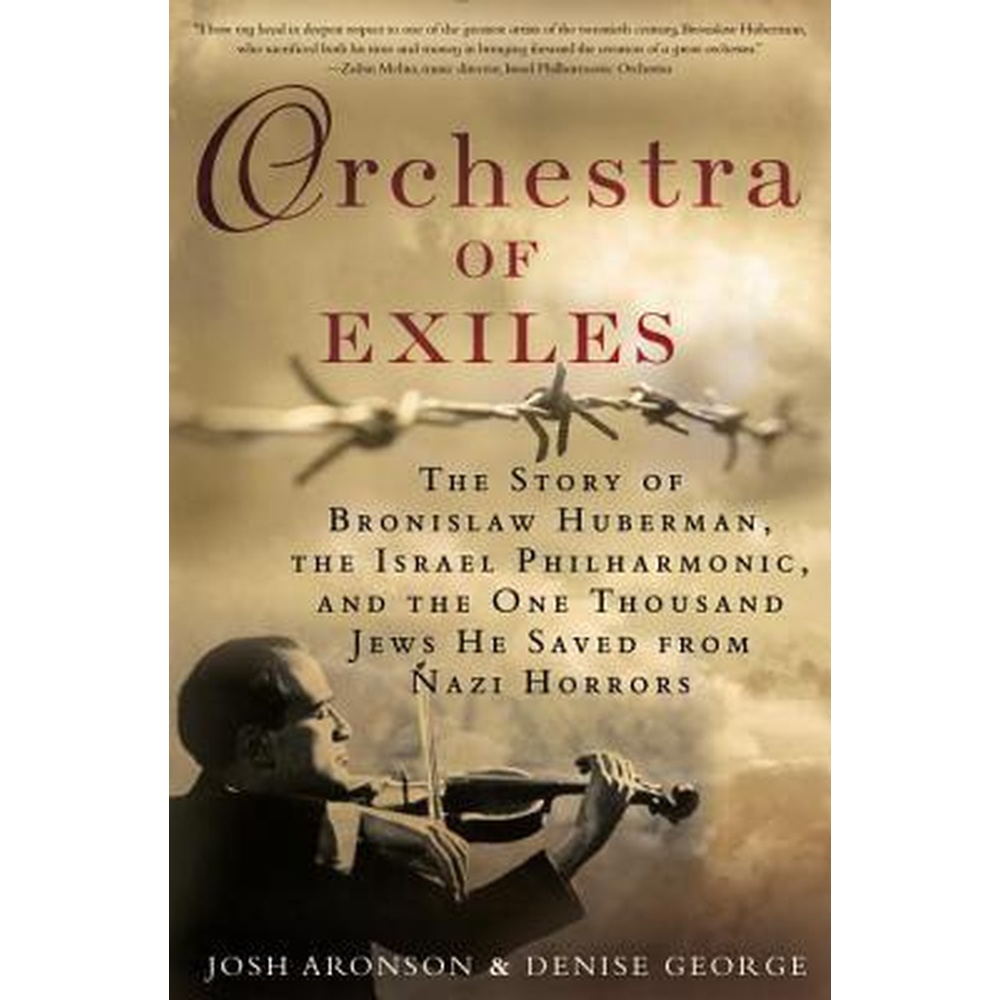 "I bow my head in deepest respect to one of the greatest artists of the twentieth century, Bronislaw Huberman,
who sacrificed both his time and money in bringing forward the creation of a great orchestra."
—Zubin Mehta, music director, Israel Philharmonic Orchestra
Orchestra
OF
EXILES
THE STORY OF
BRONISLAW HUBERMAN,
THE ISRAEL PHILHARMONIC,
AND THE ONE THOUSAND
JEWS HE SAVED FROM
NAZI HORRORS
JOSH ARONSON & DENISE GEORGE